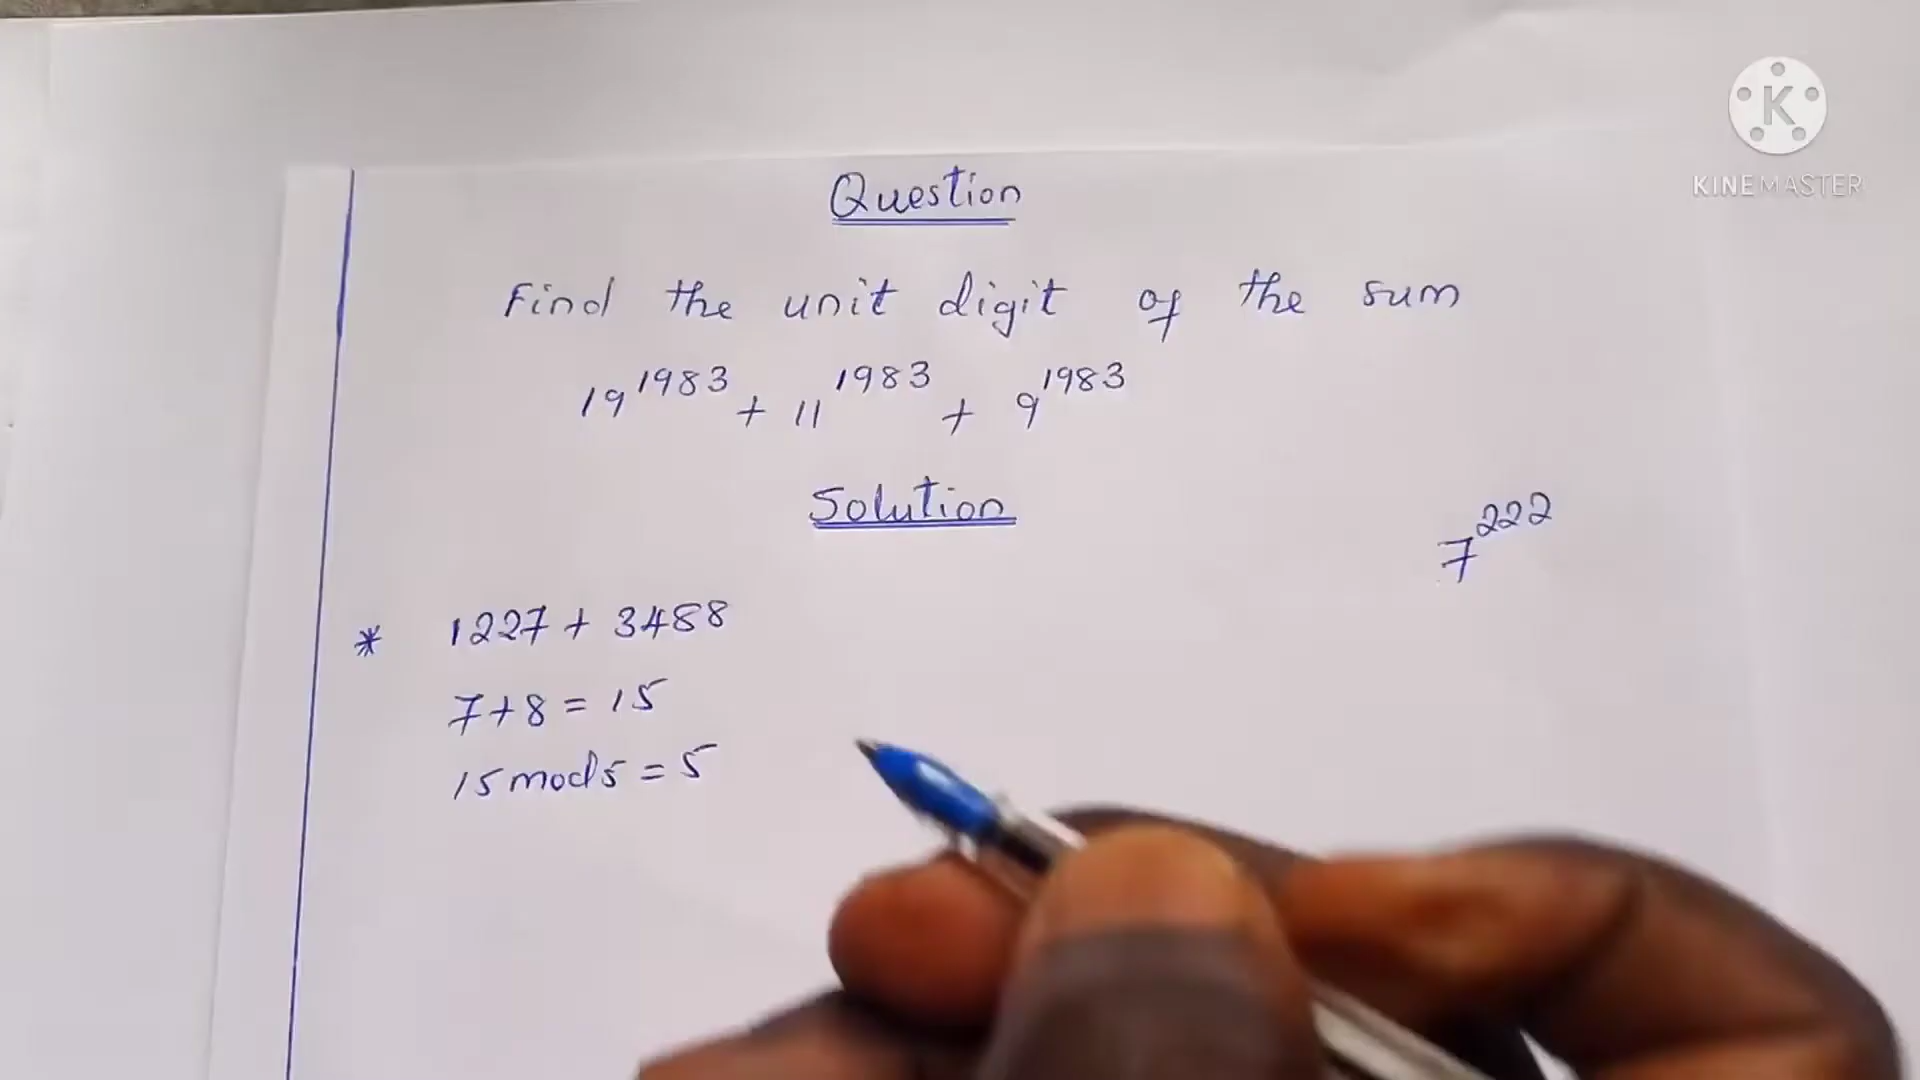 K
KINEMASTER
Question
Find the unit digit of the sum
19^1983 + 11^1983 + 9^1983
Solution
7^222
* 1227 + 3488
7+8 = 15
15 mod 5 = 5